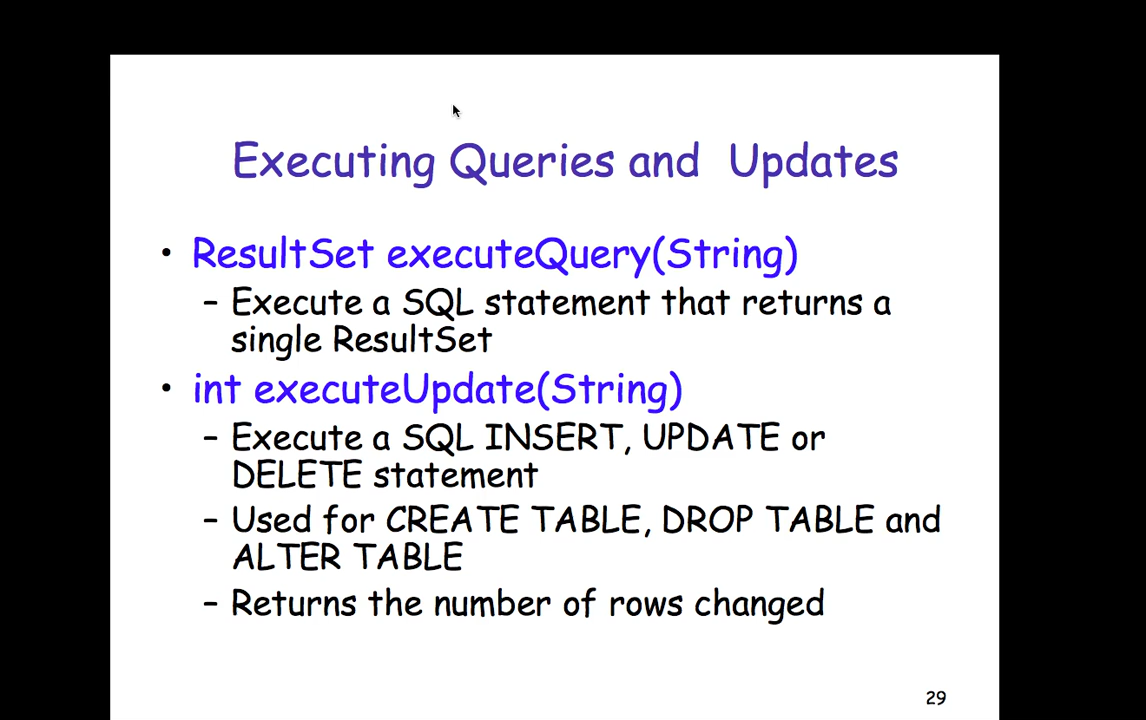 Executing Queries and Updates
• ResultSet executeQuery(String)
– Execute a SQL statement that returns a
single ResultSet
• int executeUpdate(String)
– Execute a SQL INSERT, UPDATE or
DELETE statement
– Used for CREATE TABLE, DROP TABLE and
ALTER TABLE
– Returns the number of rows changed
29